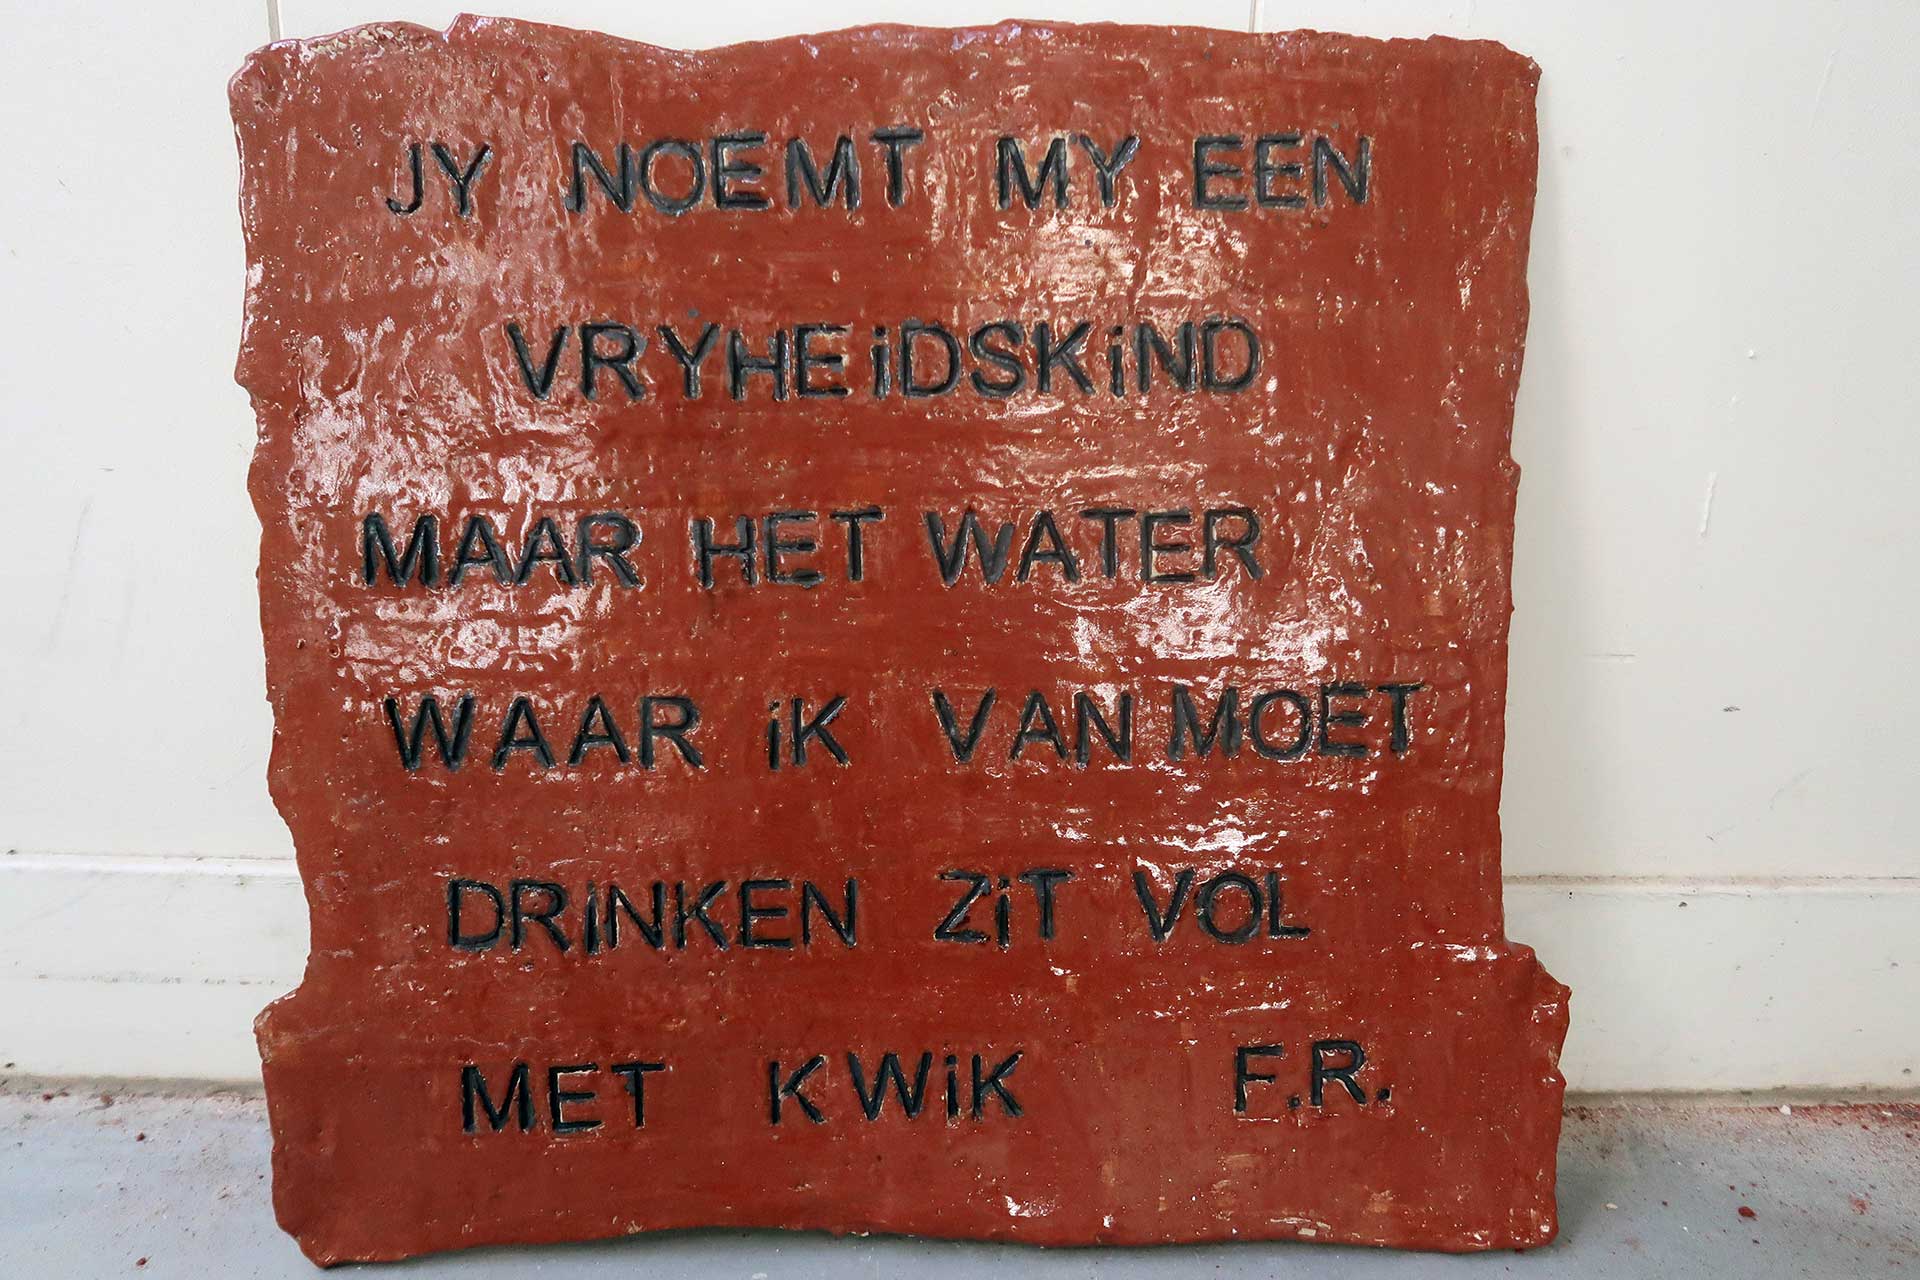 JY NOEMT MY EEN
VRYHEiDSKiND
MAAR HET WATER
WAAR iK VAN MOET
DRINKEN ZiT VOL
MET KWiK F.R.